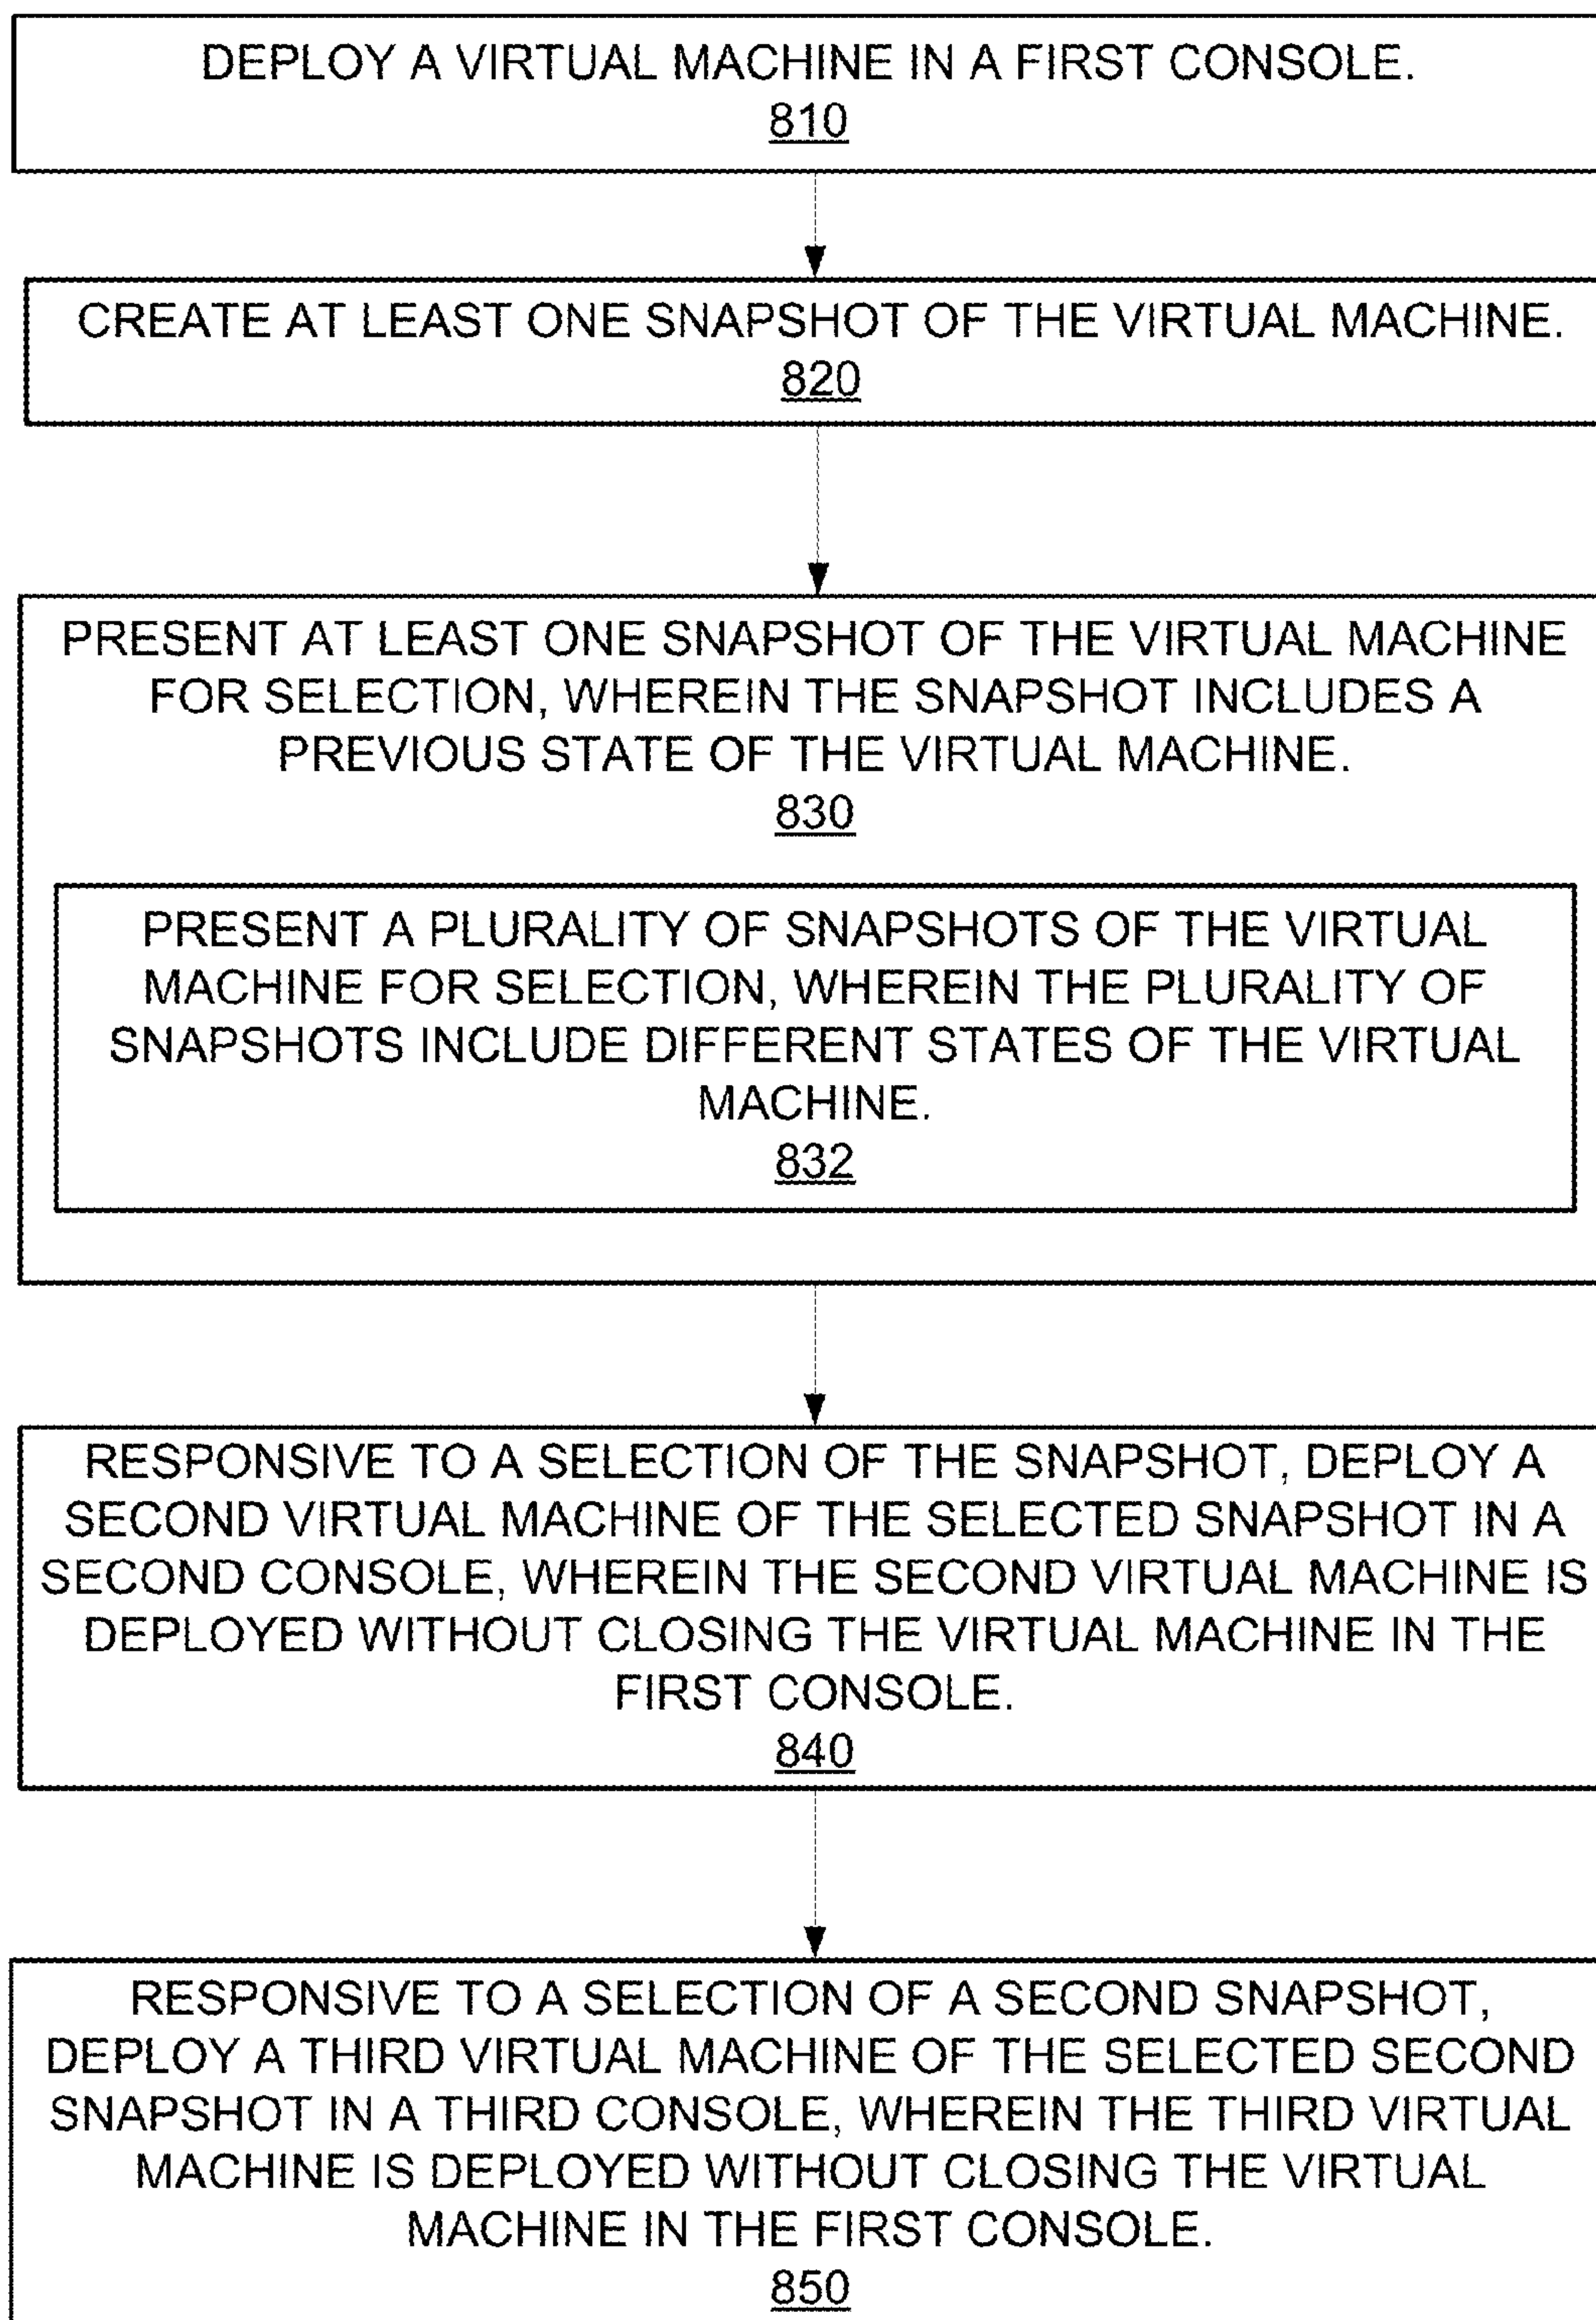 DEPLOY A VIRTUAL MACHINE IN A FIRST CONSOLE.
810
CREATE AT LEAST ONE SNAPSHOT OF THE VIRTUAL MACHINE.
820
PRESENT AT LEAST ONE SNAPSHOT OF THE VIRTUAL MACHINE
FOR SELECTION, WHEREIN THE SNAPSHOT INCLUDES A
PREVIOUS STATE OF THE VIRTUAL MACHINE.
830
PRESENT A PLURALITY OF SNAPSHOTS OF THE VIRTUAL
MACHINE FOR SELECTION, WHEREIN THE PLURALITY OF
SNAPSHOTS INCLUDE DIFFERENT STATES OF THE VIRTUAL
MACHINE.
832
RESPONSIVE TO A SELECTION OF THE SNAPSHOT, DEPLOY A
SECOND VIRTUAL MACHINE OF THE SELECTED SNAPSHOT IN A
SECOND CONSOLE, WHEREIN THE SECOND VIRTUAL MACHINE IS
DEPLOYED WITHOUT CLOSING THE VIRTUAL MACHINE IN THE
FIRST CONSOLE.
840
RESPONSIVE TO A SELECTION OF A SECOND SNAPSHOT,
DEPLOY A THIRD VIRTUAL MACHINE OF THE SELECTED SECOND
SNAPSHOT IN A THIRD CONSOLE, WHEREIN THE THIRD VIRTUAL
MACHINE IS DEPLOYED WITHOUT CLOSING THE VIRTUAL
MACHINE IN THE FIRST CONSOLE.
850